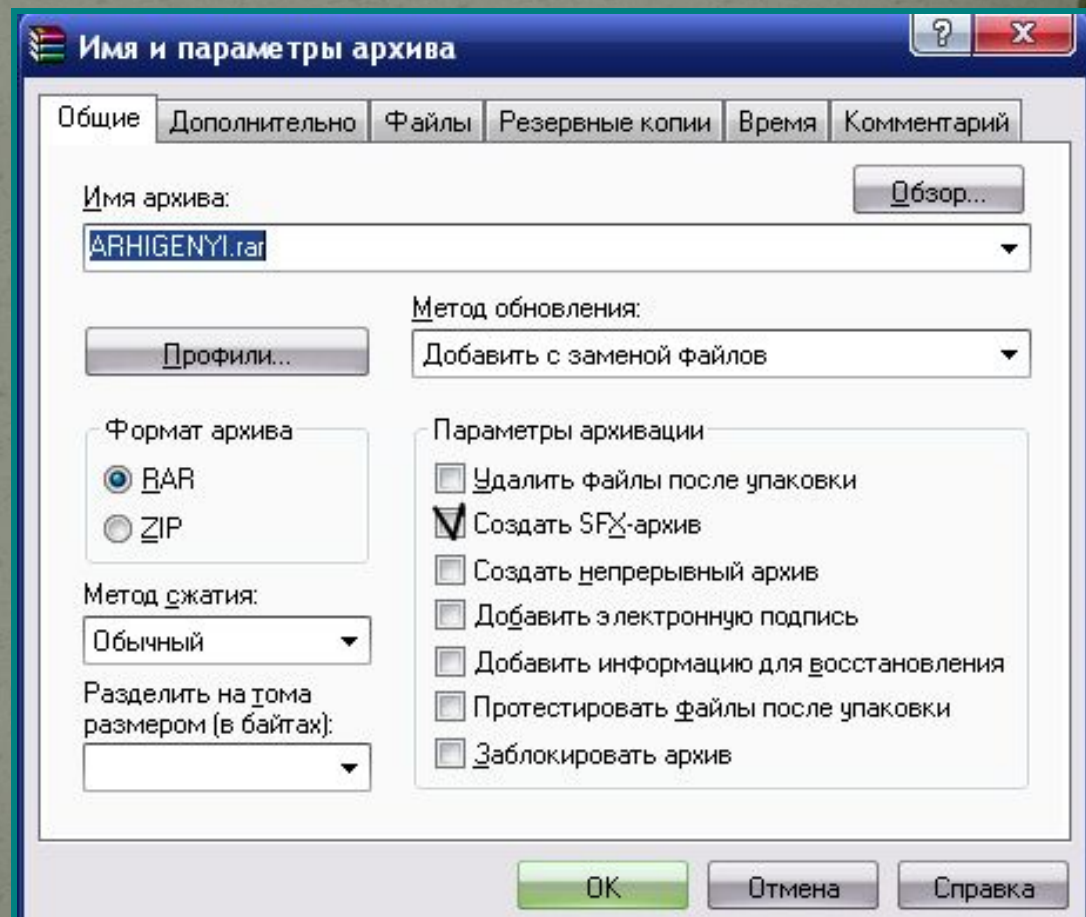 Имя и параметры архива
Общие Дополнительно Файлы Резервные копии Время Комментарий
Имя архива:
Обзор...
ARHIGENYI.rar
Метод обновления:
Профили...
Добавить с заменой файлов
Формат архива
RAR
ZIP
Метод сжатия:
Обычный
Разделить на тома
размером (в байтах):
Параметры архивации
Удалить файлы после упаковки
Создать SFX-архив
Создать непрерывный архив
Добавить электронную подпись
Добавить информацию для восстановления
Протестировать файлы после упаковки
Заблокировать архив
OK Отмена Справка